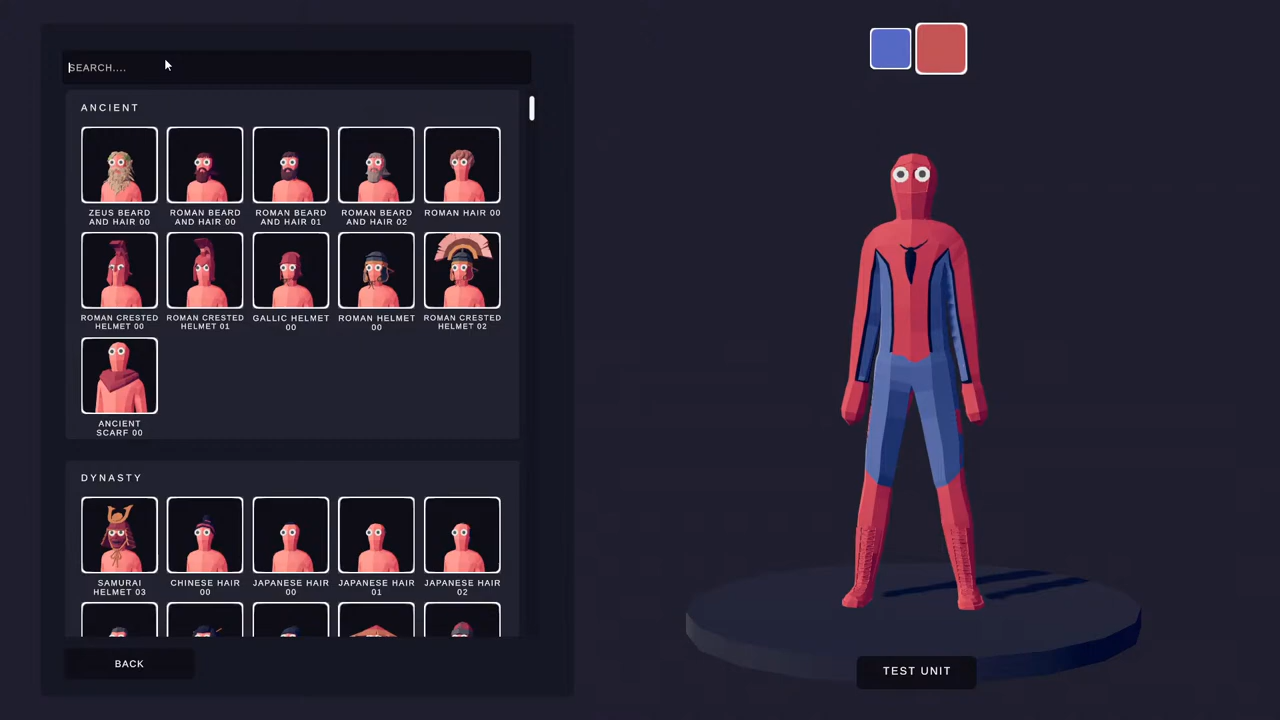 SEARCH....
ANCIENT
ZEUS BEARD
AND HAIR 00
ROMAN BEARD
AND HAIR 00
ROMAN BEARD
AND HAIR 01
ROMAN BEARD
AND HAIR 02
ROMAN HAIR 00
ROMAN CRESTED
HELMET 00
ROMAN CRESTED
HELMET 01
GALLIC HELMET
00
ROMAN HELMET
00
ROMAN CRESTED
HELMET 02
ANCIENT
SCARF 00
DYNASTY
SAMURAI
HELMET 03
CHINESE HAIR
00
JAPANESE HAIR
00
JAPANESE HAIR
01
JAPANESE HAIR
02
BACK
TEST UNIT